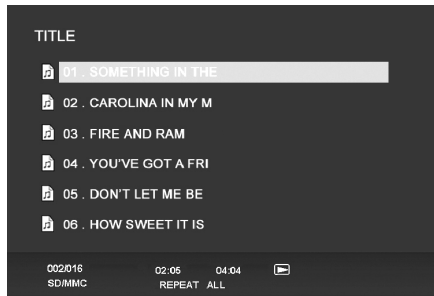 TITLE
01 . SOMETHING IN THE
02 . CAROLINA IN MY M
03 . FIRE AND RAM
04 . YOU'VE GOT A FRI
05 . DON'T LET ME BE
06 . HOW SWEET IT IS
002/016 02:05 04:04
SD/MMC REPEAT ALL